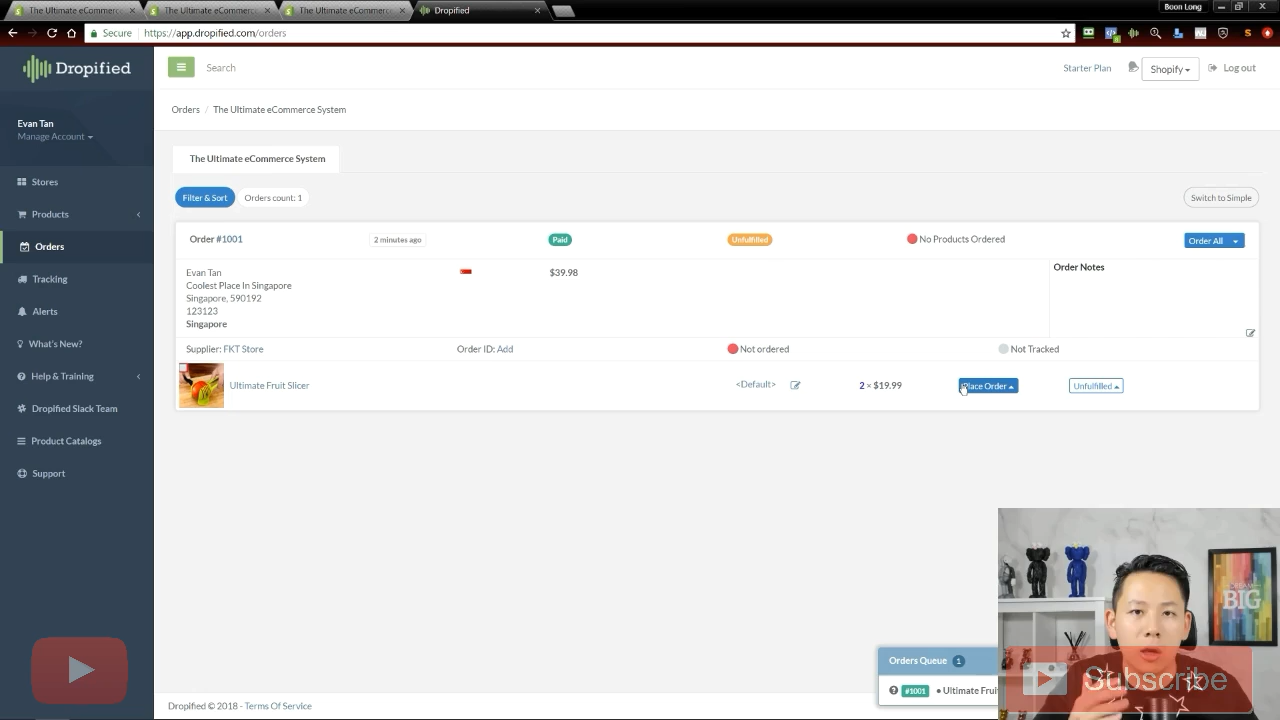 The Ultimate eCommerce
The Ultimate eCommerce
The Ultimate eCommerce
Dropified
Boon Long
Secure
https://app.dropified.com/orders
Dropified
Search
Starter Plan
Shopify
Log out
Evan Tan
Manage Account
Orders / The Ultimate eCommerce System
Stores
Products
Orders
Tracking
Alerts
What's New?
Help & Training
Dropified Slack Team
Product Catalogs
Support
The Ultimate eCommerce System
Filter & Sort
Orders count: 1
Switch to Simple
Order #1001
2 minutes ago
Paid
Unfulfilled
No Products Ordered
Order All
Evan Tan
Coolest Place In Singapore
Singapore, 590192
123123
Singapore
$39.98
Order Notes
Supplier: FKT Store
Order ID: Add
Not ordered
Not Tracked
Ultimate Fruit Slicer
<Default>
2 × $19.99
Place Order
Unfulfilled
Orders Queue 1
#1001 • Ultimate
DREAM
BIG
Subscribe
Dropified © 2018 - Terms Of Service